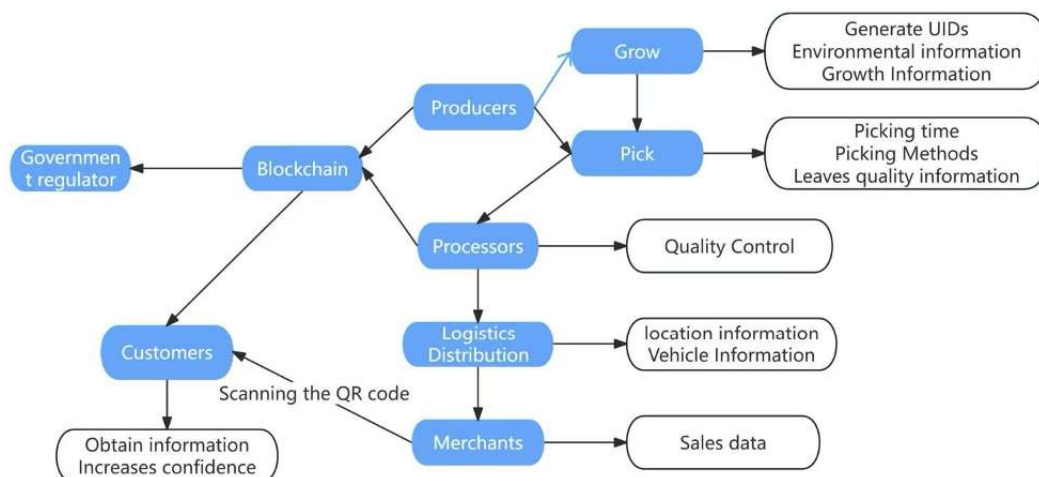 Grow
Generate UIDs
Environmental information
Growth Information
Producers
Pick
Picking time
Picking Methods
Leaves quality information
Governmen
t regulator
Blockchain
Processors
Quality Control
Logistics
Distribution
location information
Vehicle Information
Customers
Scanning the QR code
Merchants
Sales data
Obtain information
Increases confidence